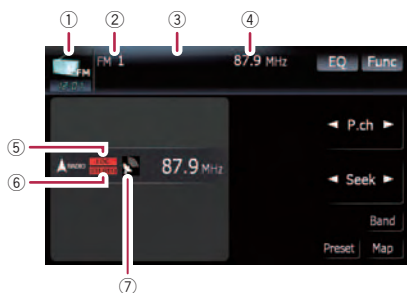 ① ② ③ ④
FM 1 87.9 MHz EQ Func
FM
◄ P.ch ►
⑤
RADIO 87.9 MHz
⑥
◄ Seek ►
Band
Preset Map
⑦